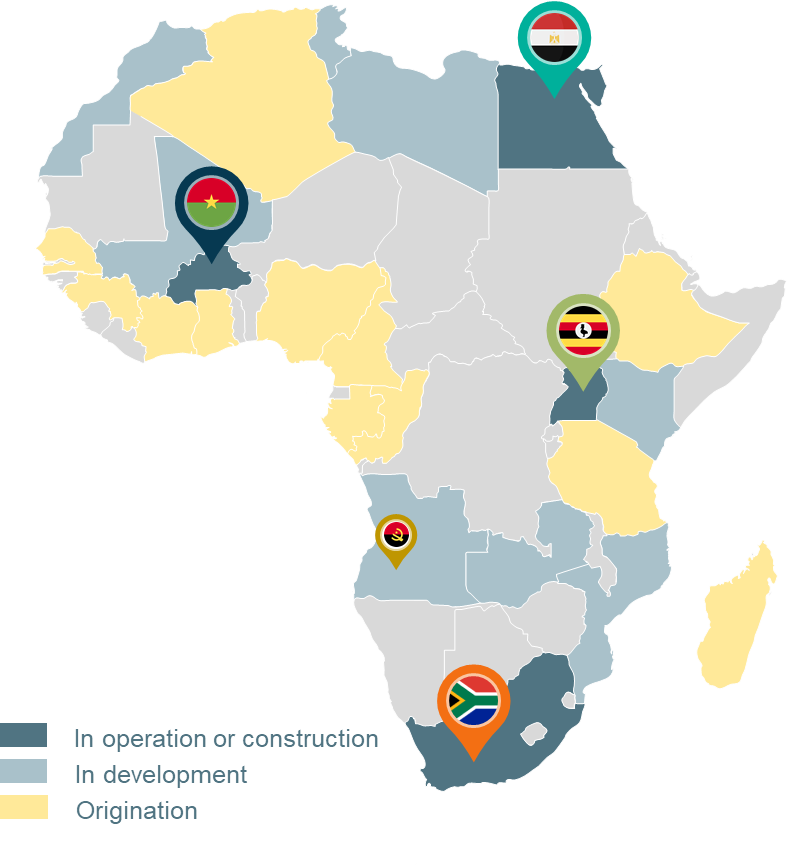 In operation or construction
In development
Origination